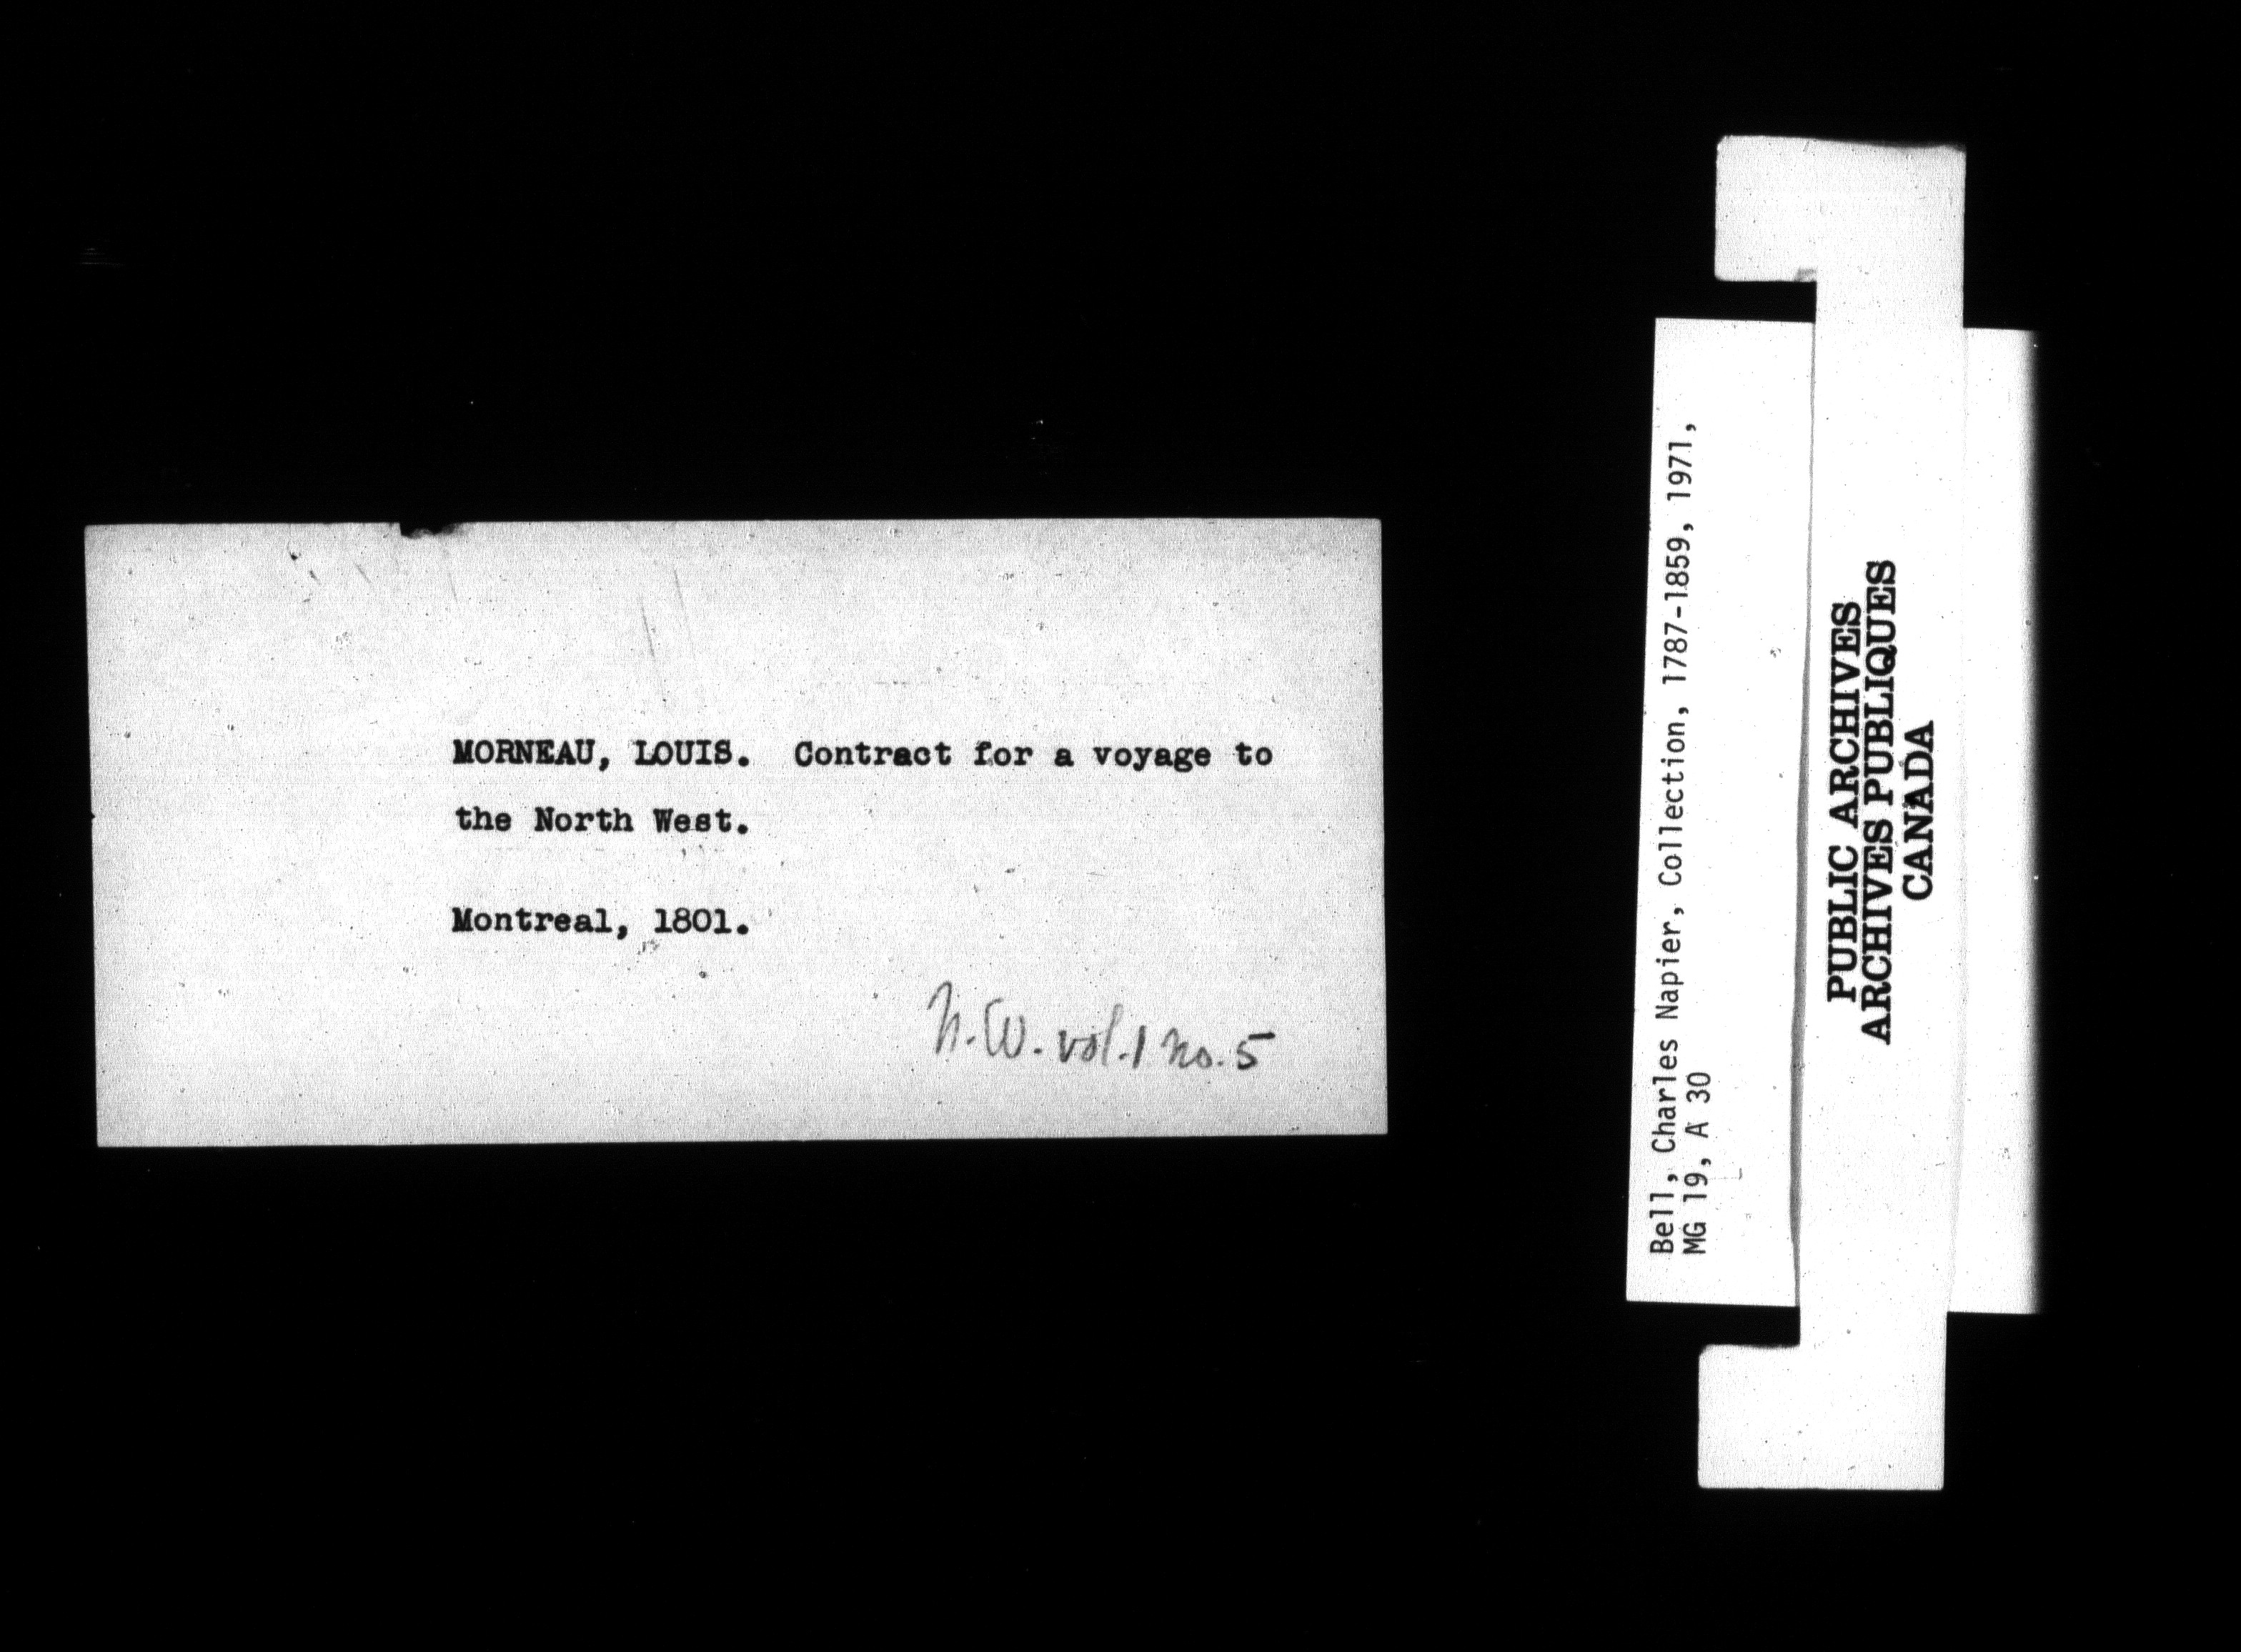 MORNEAU, LOUIS. Contract for a voyage to
the North West.
Montreal, 1801.
N.W. vol.1 no.5
Bell, Charles Napier, Collection, 1787-1859, 1971,
MG 19, A 30
PUBLIC ARCHIVES
ARCHIVES PUBLIQUES
CANADA